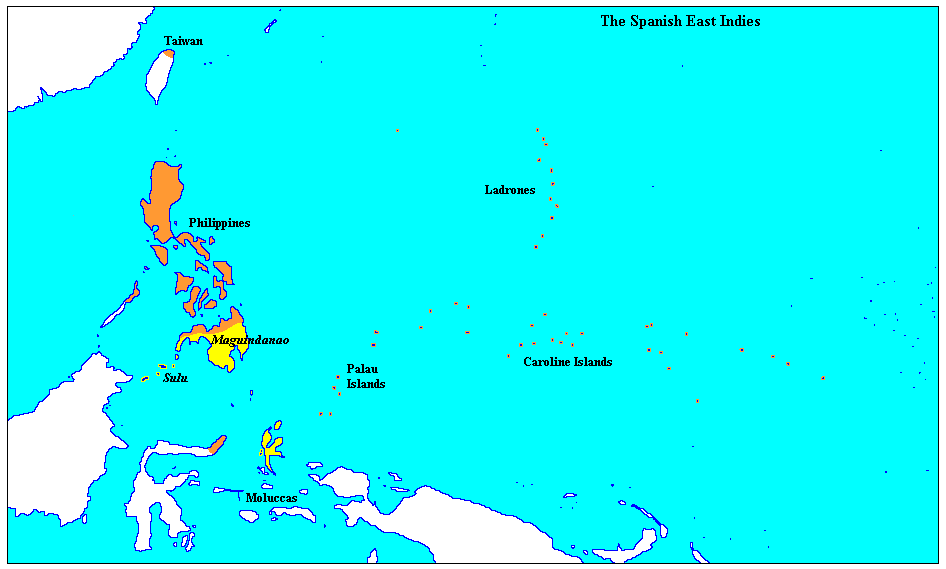 The Spanish East Indies
Taiwan
Ladrones
Philippines
Maguindanao
Sulu
Palau
Islands
Caroline Islands
Moluccas